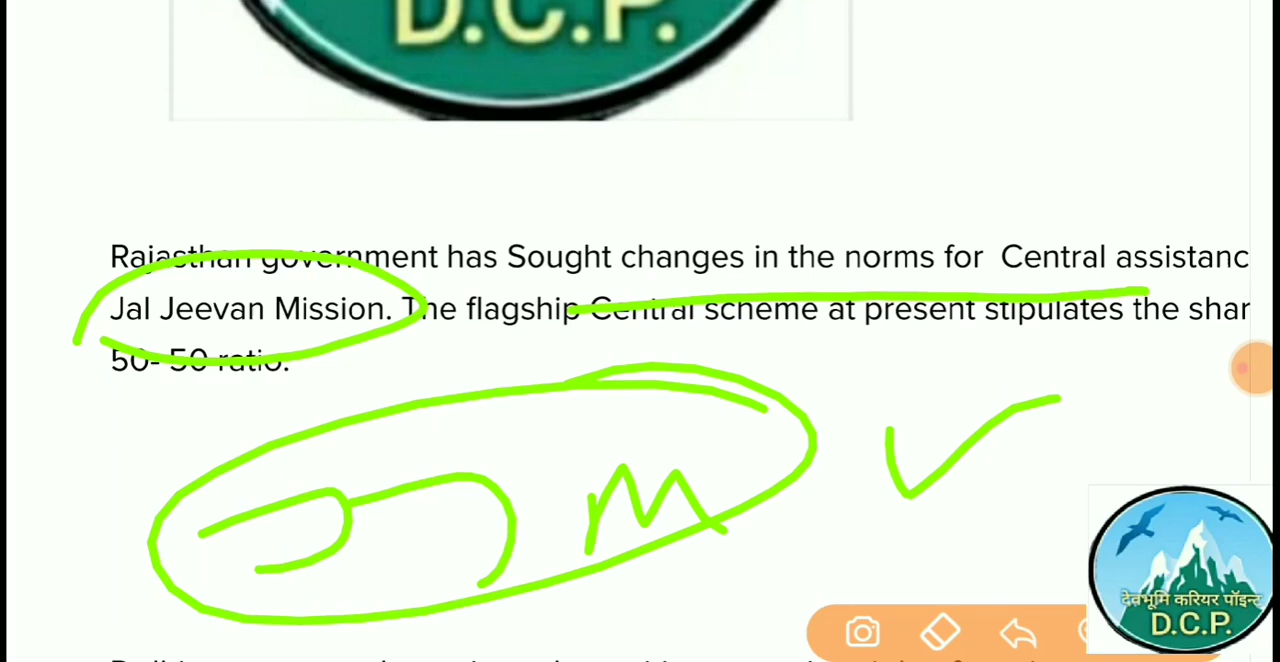 D.C.P.
Rajasthan government has Sought changes in the norms for Central assistanc
Jal Jeevan Mission. The flagship Central scheme at present stipulates the shar
50- 50 ratio.
JJM
देवभूमि करियर पॉइन्ट
D.C.P.